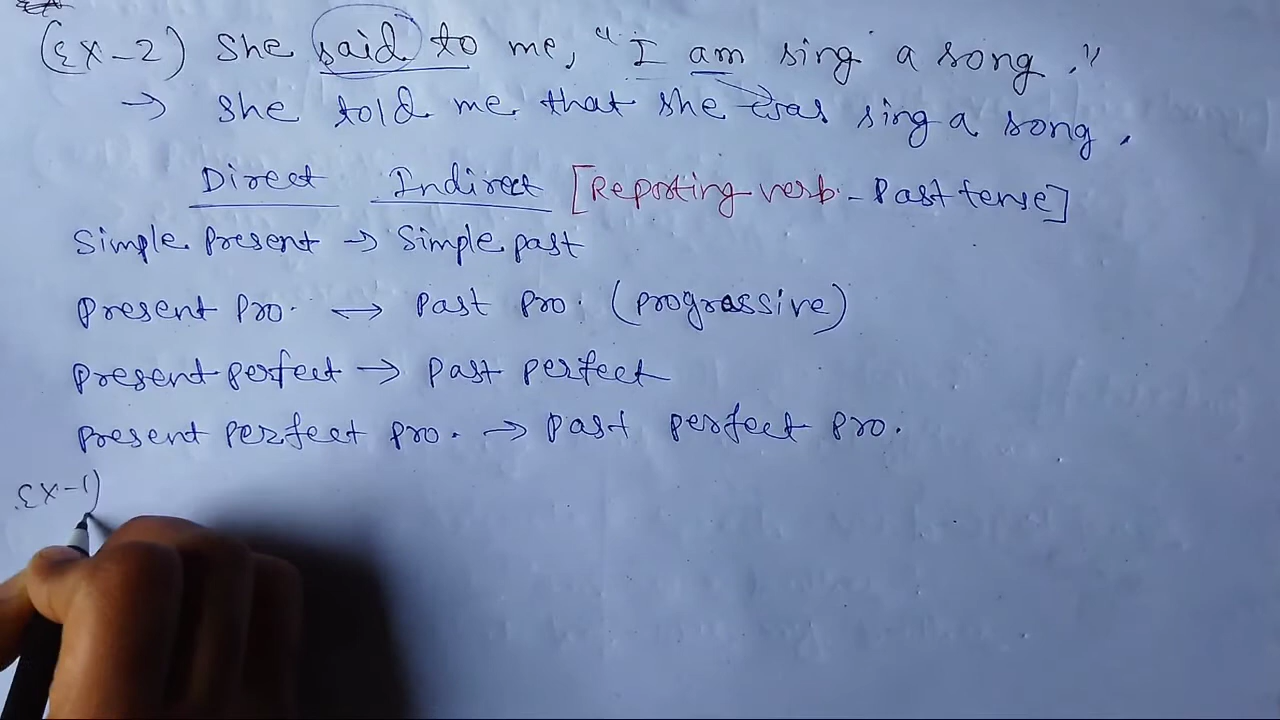 (Ex-2) She said to me, "I am sing a song."
→ She told me that she was sing a song.
Direct Indirect [Reporting verb - Past tense]
Simple Present → Simple past
Present Pro. → Past Pro. (Progressive)
Present perfect → Past perfect
Present Perfect Pro. → Past perfect Pro.
Ex-1)